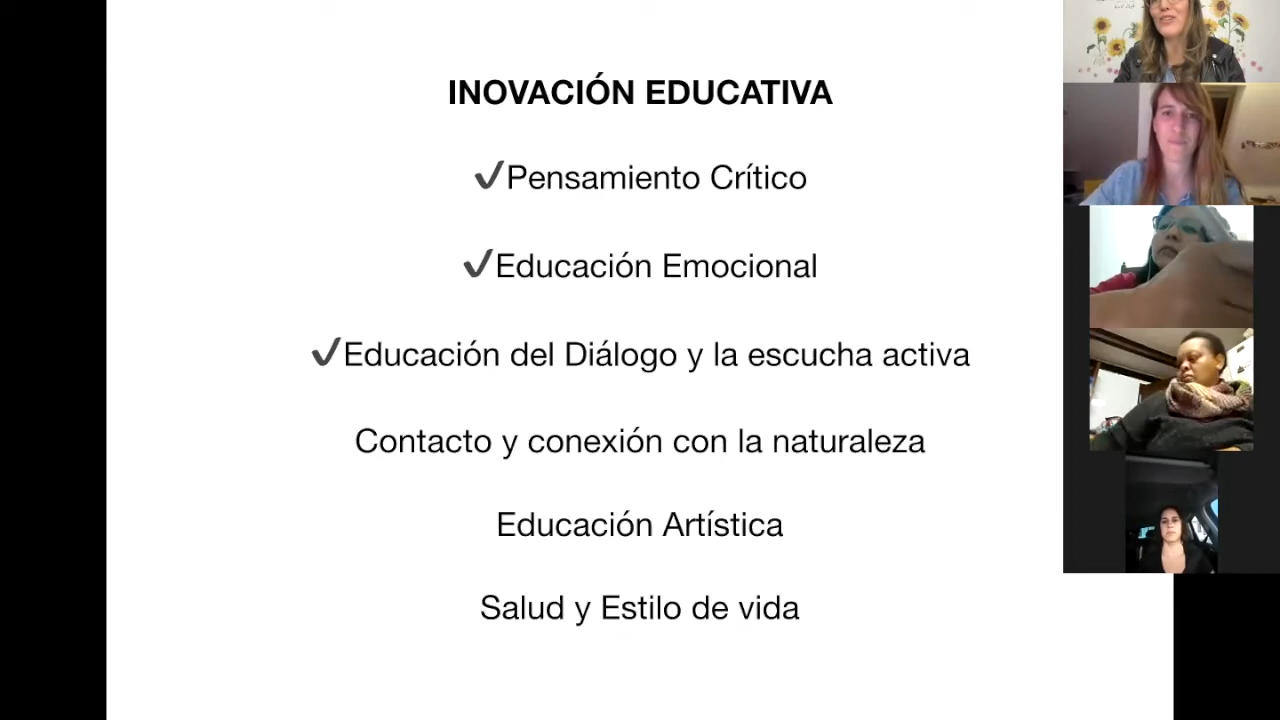 INOVACIÓN EDUCATIVA
✓Pensamiento Crítico
✓Educación Emocional
✓Educación del Diálogo y la escucha activa
Contacto y conexión con la naturaleza
Educación Artística
Salud y Estilo de vida